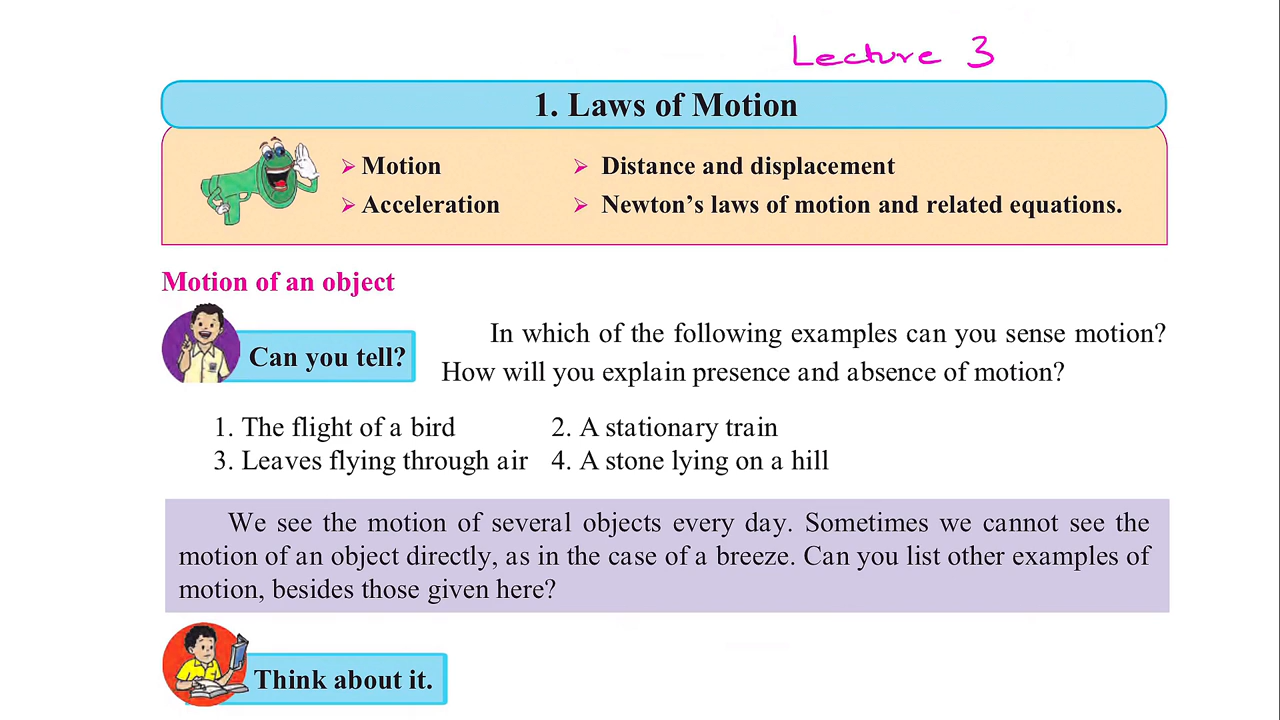 Lecture 3
1. Laws of Motion
➢ Motion ➢ Distance and displacement
➢ Acceleration ➢ Newton’s laws of motion and related equations.
Motion of an object
Can you tell?
In which of the following examples can you sense motion?
How will you explain presence and absence of motion?
1. The flight of a bird 2. A stationary train
3. Leaves flying through air 4. A stone lying on a hill
We see the motion of several objects every day. Sometimes we cannot see the
motion of an object directly, as in the case of a breeze. Can you list other examples of
motion, besides those given here?
Think about it.